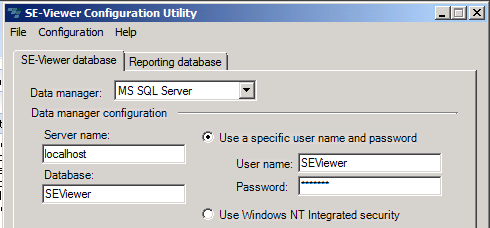 SE-Viewer Configuration Utility
File Configuration Help
SE-Viewer database Reporting database
Data manager: MS SQL Server
Data manager configuration
Server name:
localhost
Database:
SEViewer
Use a specific user name and password
User name: SEViewer
Password: *******
Use Windows NT Integrated security